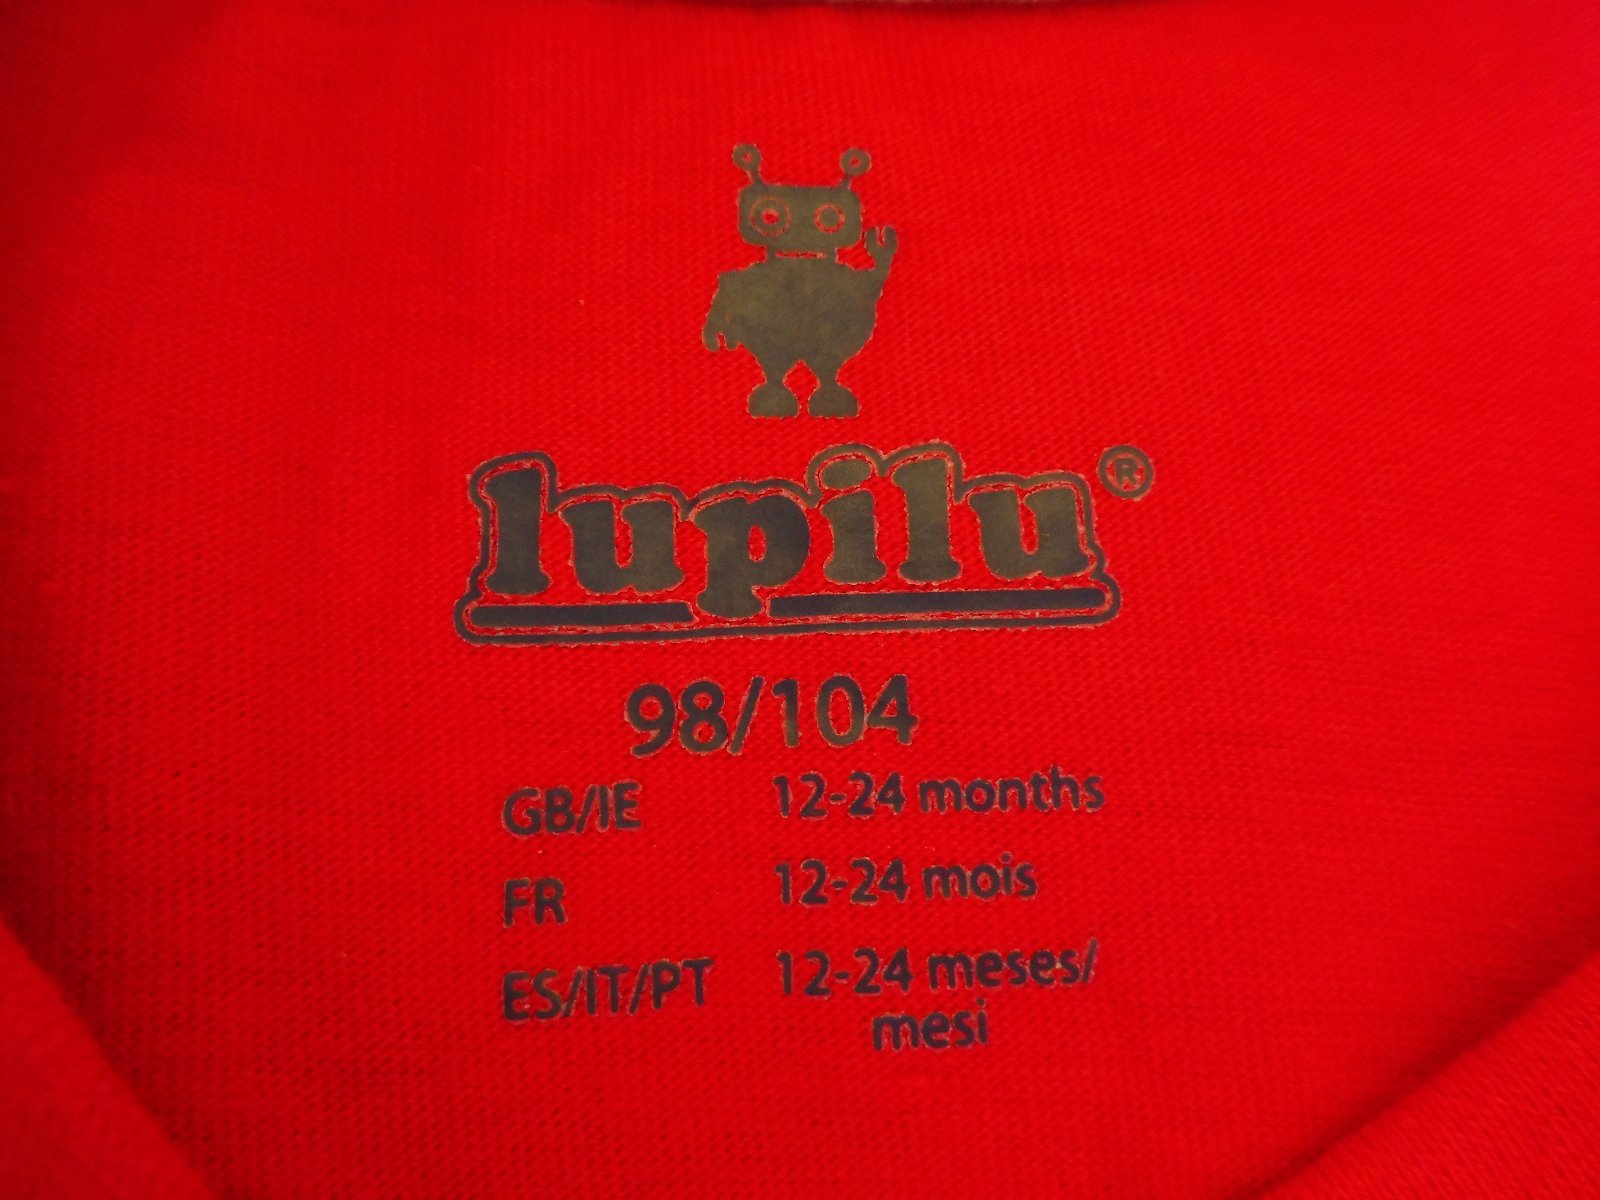 lupilu®
98/104
GB/IE 12-24 months
FR 12-24 mois
ES/IT/PT 12-24 meses/
mesi